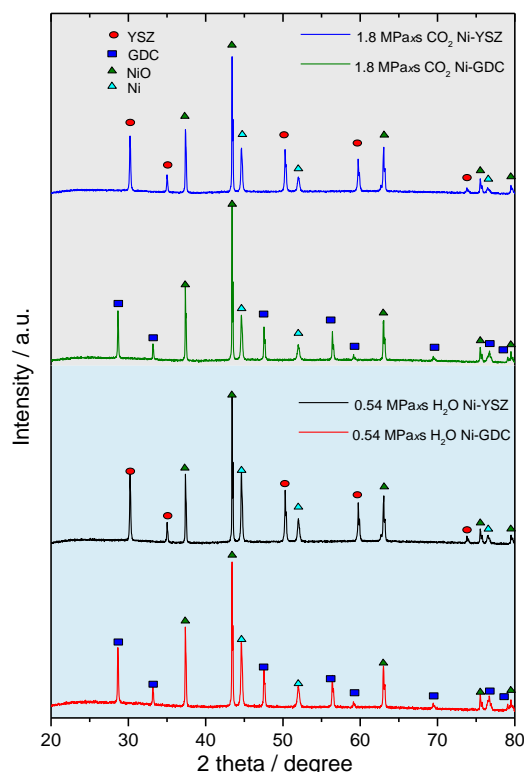 YSZ
GDC
NiO
Ni
1.8 MPaxs CO₂ Ni-YSZ
1.8 MPaxs CO₂ Ni-GDC
0.54 MPaxs H₂O Ni-YSZ
0.54 MPaxs H₂O Ni-GDC
Intensity / a.u.
20 30 40 50 60 70 80
2 theta / degree